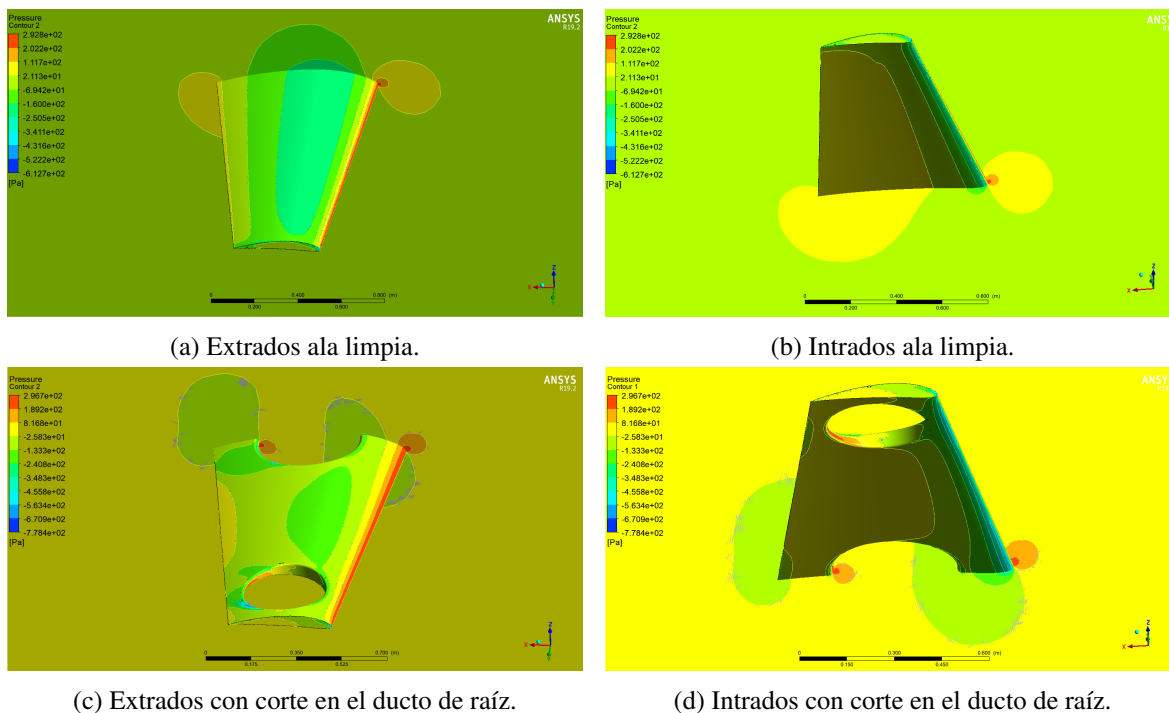 Pressure
Contour 2
2.928e+02
2.022e+02
1.117e+02
2.113e+01
-6.942e+01
-1.600e+02
-2.505e+02
-3.411e+02
-4.316e+02
-5.222e+02
-6.127e+02
[Pa]
ANSYS
R19.2
0 0.400 0.800 (m)
0.200 0.600
X Z
Pressure
Contour 2
2.928e+02
2.022e+02
1.117e+02
2.113e+01
-6.942e+01
-1.600e+02
-2.505e+02
-3.411e+02
-4.316e+02
-5.222e+02
-6.127e+02
[Pa]
ANSYS
R19.2
0 0.400 0.800 (m)
0.200 0.600
X Z
(a) Extrados ala limpia.
(b) Intrados ala limpia.
Pressure
Contour 2
2.967e+02
1.892e+02
8.168e+01
-2.583e+01
-1.333e+02
-2.408e+02
-3.483e+02
-4.558e+02
-5.634e+02
-6.709e+02
-7.784e+02
[Pa]
ANSYS
R19.2
0 0.350 0.700 (m)
0.175 0.525
X Z
Pressure
Contour 1
2.967e+02
1.892e+02
8.168e+01
-2.583e+01
-1.333e+02
-2.408e+02
-3.483e+02
-4.558e+02
-5.634e+02
-6.709e+02
-7.784e+02
[Pa]
ANSYS
R19.2
0 0.300 0.600 (m)
0.150 0.450
X Z
(c) Extrados con corte en el ducto de raíz.
(d) Intrados con corte en el ducto de raíz.